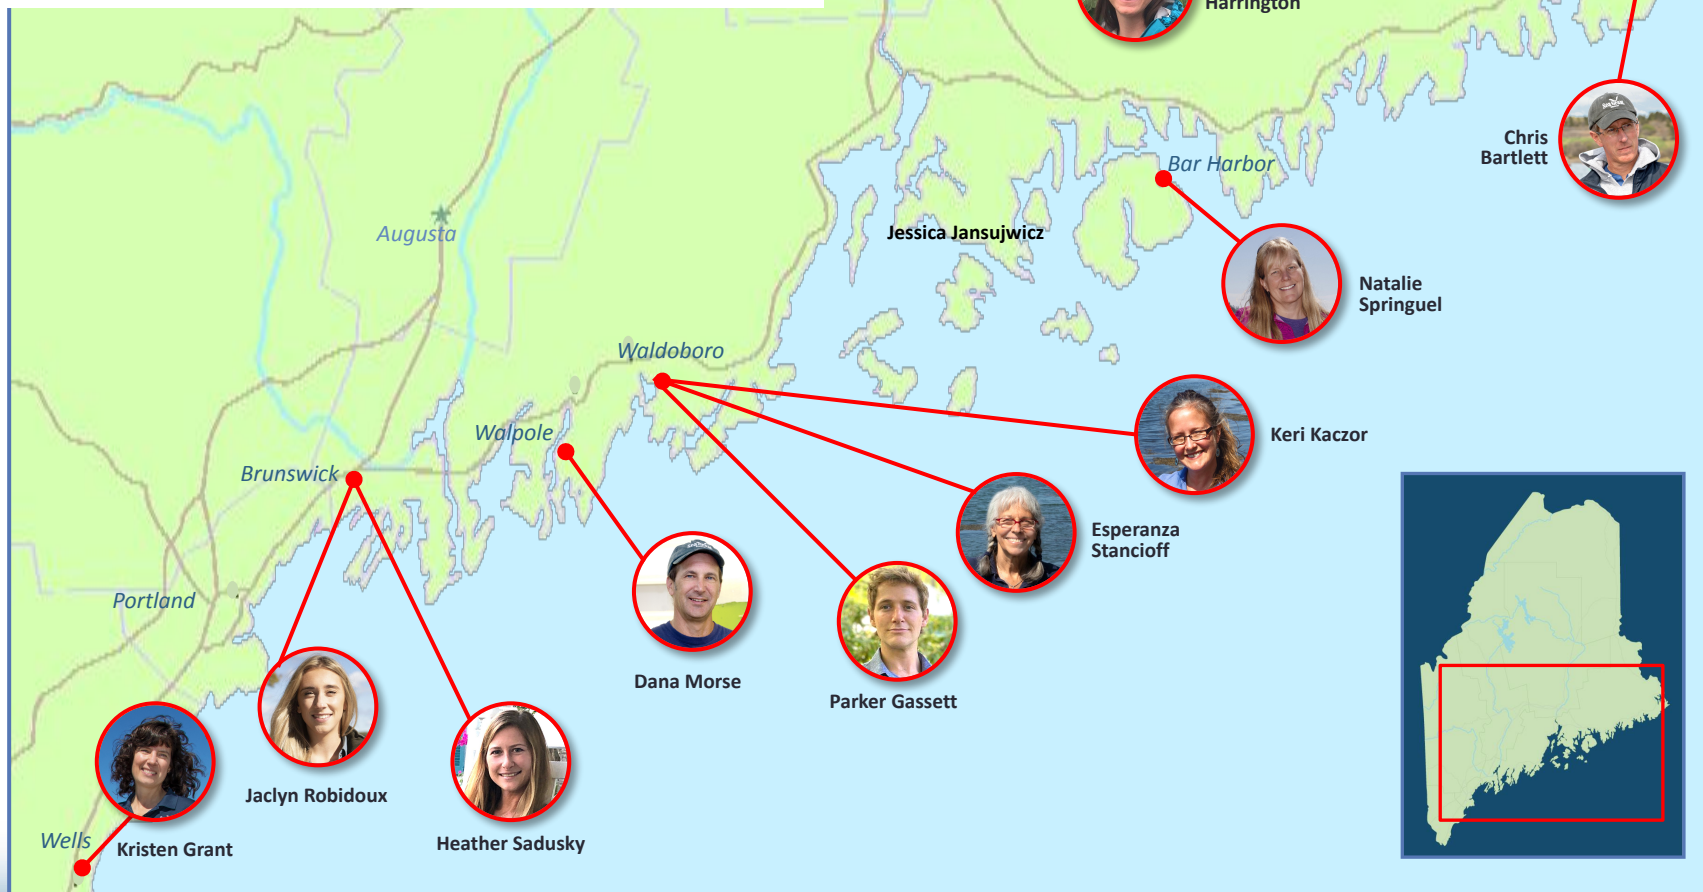 Harrington
Chris
Bartlett
Bar Harbor
Augusta
Jessica Jansujwicz
Natalie
Springuel
Waldoboro
Walpole
Keri Kaczor
Brunswick
Esperanza
Stancioff
Portland
Dana Morse
Parker Gassett
Jaclyn Robidoux
Heather Sadusky
Wells
Kristen Grant